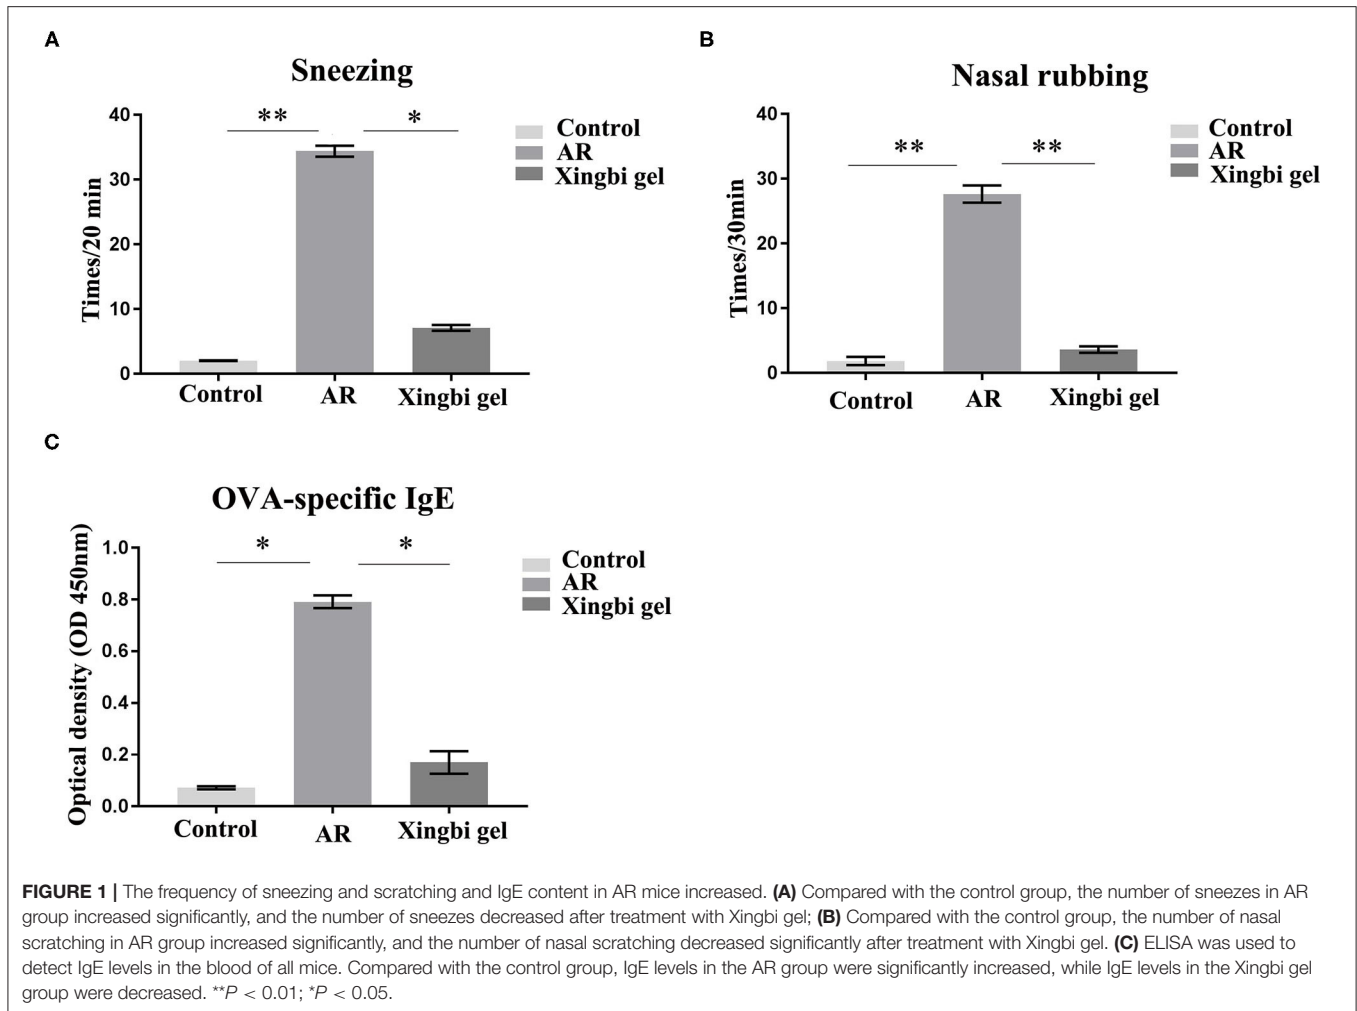 A
Sneezing
40
30
20
10
0
Times/20 min
** *
Control
AR
Xingbi gel
Control AR Xingbi gel
B
Nasal rubbing
40
30
20
10
0
Times/30min
** **
Control
AR
Xingbi gel
Control AR Xingbi gel
C
OVA-specific IgE
1.0
0.8
0.6
0.4
0.2
0.0
Optical density (OD 450nm)
* *
Control
AR
Xingbi gel
Control AR Xingbi gel
FIGURE 1 | The frequency of sneezing and scratching and IgE content in AR mice increased. (A) Compared with the control group, the number of sneezes in AR
group increased significantly, and the number of sneezes decreased after treatment with Xingbi gel; (B) Compared with the control group, the number of nasal
scratching in AR group increased significantly, and the number of nasal scratching decreased significantly after treatment with Xingbi gel. (C) ELISA was used to
detect IgE levels in the blood of all mice. Compared with the control group, IgE levels in the AR group were significantly increased, while IgE levels in the Xingbi gel
group were decreased. **P < 0.01; *P < 0.05.